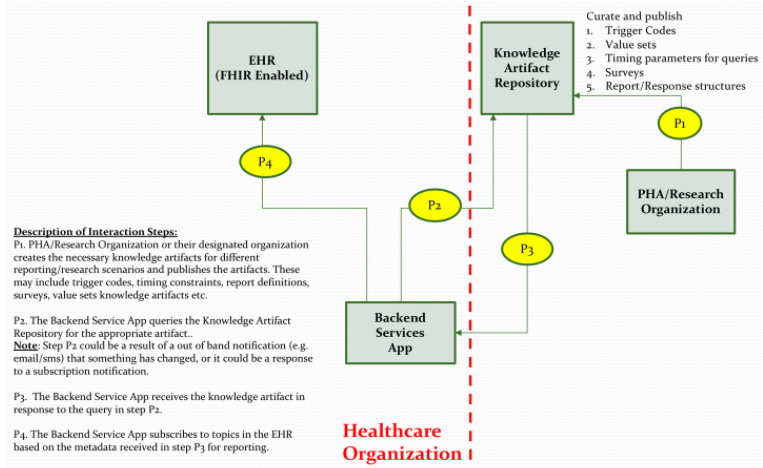 Curate and publish
1. Trigger Codes
2. Value sets
3. Timing parameters for queries
4. Surveys
5. Report/Response structures
EHR
(FHIR Enabled)
Knowledge
Artifact
Repository
P1
P4
PHA/Research
Organization
P2
Description of Interaction Steps:
P1. PHA/Research Organization or their designated organization
creates the necessary knowledge artifacts for different
reporting/research scenarios and publishes the artifacts. These
may include trigger codes, timing constraints, report definitions,
surveys, value sets knowledge artifacts etc.
P3
P2. The Backend Service App queries the Knowledge Artifact
Repository for the appropriate artifact..
Note: Step P2 could be a result of a out of band notification (e.g.
email/sms) that something has changed, or it could be a response
to a subscription notification.
Backend
Services
App
P3. The Backend Service App receives the knowledge artifact in
response to the query in step P2.
P4. The Backend Service App subscribes to topics in the EHR
based on the metadata received in step P3 for reporting.
Healthcare
Organization